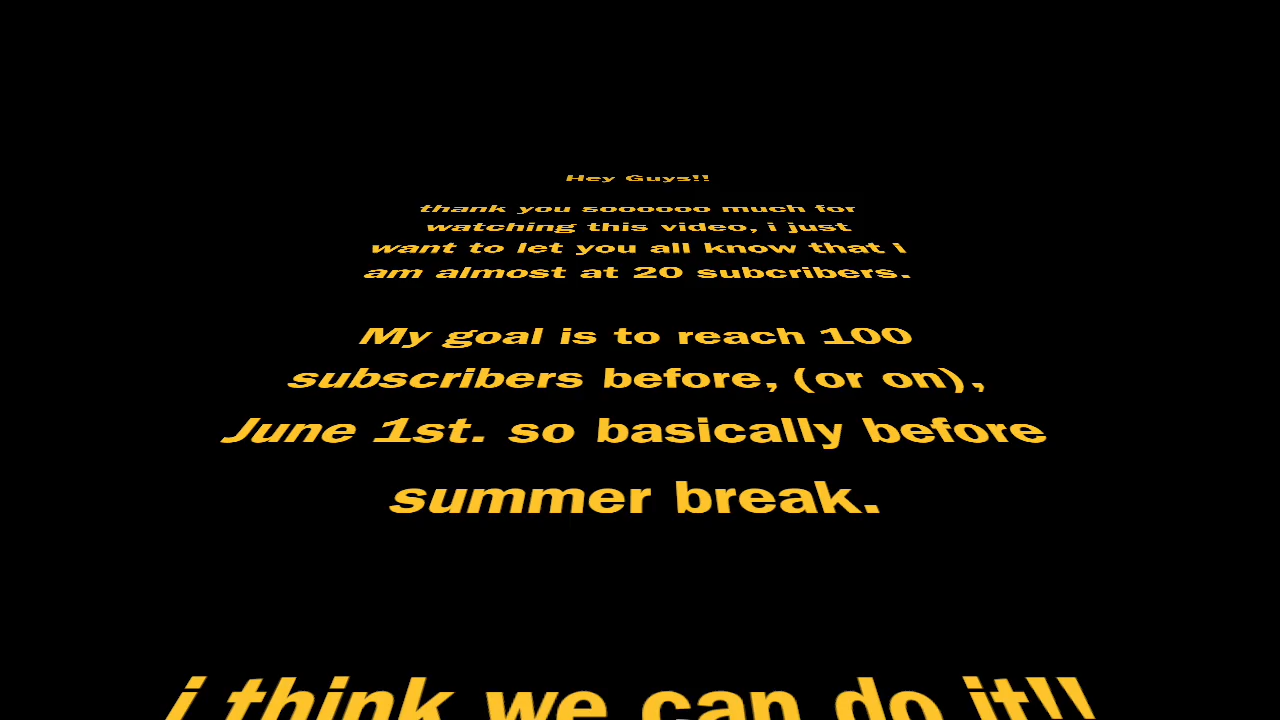 Hey Guys!!
thank you soooooo much for
watching this video, i just
want to let you all know that i
am almost at 20 subcribers.
My goal is to reach 100
subscribers before, (or on),
June 1st. so basically before
summer break.
i think we can do it!!